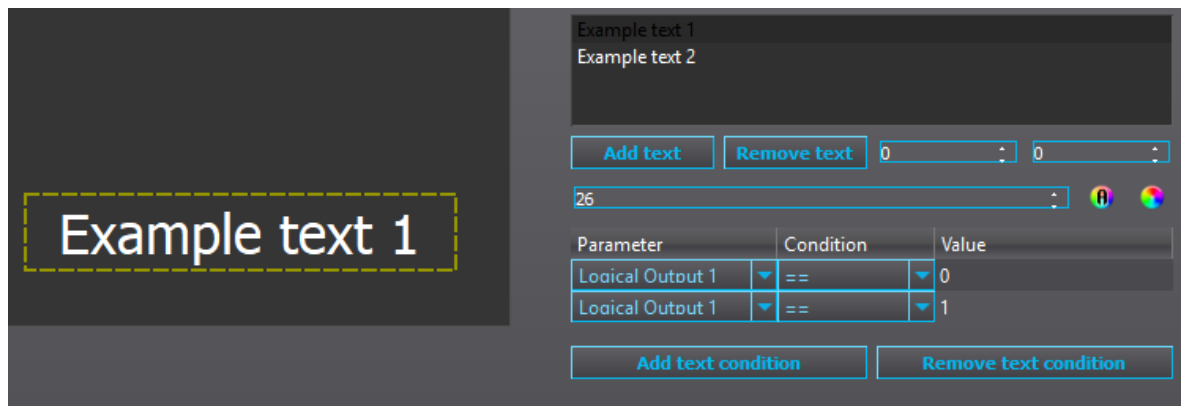 Example text 1
Example text 2
Add text Remove text 0 0
26
Example text 1
Parameter Condition Value
Logical Output 1 == 0
Logical Output 1 == 1
Add text condition Remove text condition